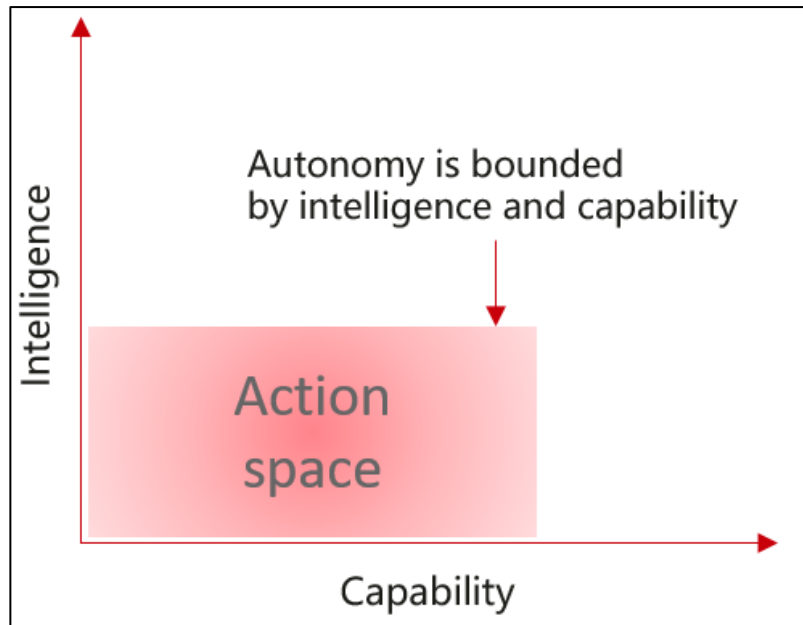 Intelligence
Autonomy is bounded
by intelligence and capability
Action
space
Capability